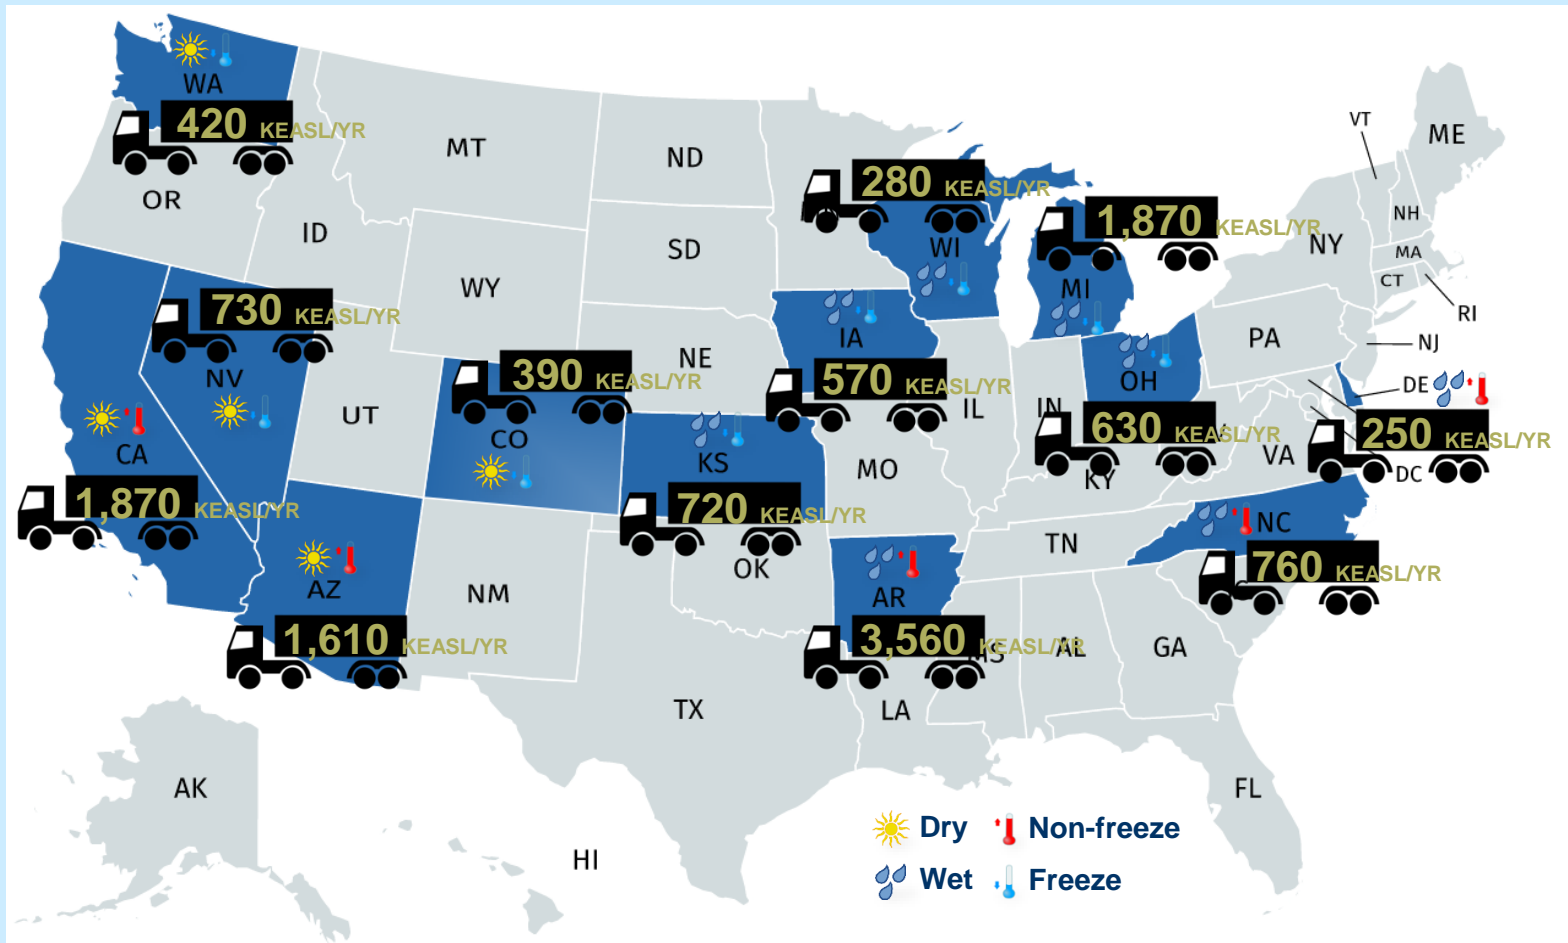 WA
420 KEASL/YR
OR
ID
MT
ND
SD
WY
NE
280 KEASL/YR
WI
1,870 KEASL/YR
MI
VT
ME
NH
NY
MA
CT
RI
NJ
PA
730 KEASL/YR
NV
UT
CA
1,870 KEASL/YR
390 KEASL/YR
CO
IA
570 KEASL/YR
IL
IN
OH
630 KEASL/YR
KY
DE
250 KEASL/YR
VA
DC
KS
720 KEASL/YR
MO
OK
TN
NC
760 KEASL/YR
AZ
1,610 KEASL/YR
NM
AR
3,560 KEASL/YR
MS
AL
GA
TX
LA
FL
AK
HI
Dry Non-freeze
Wet Freeze